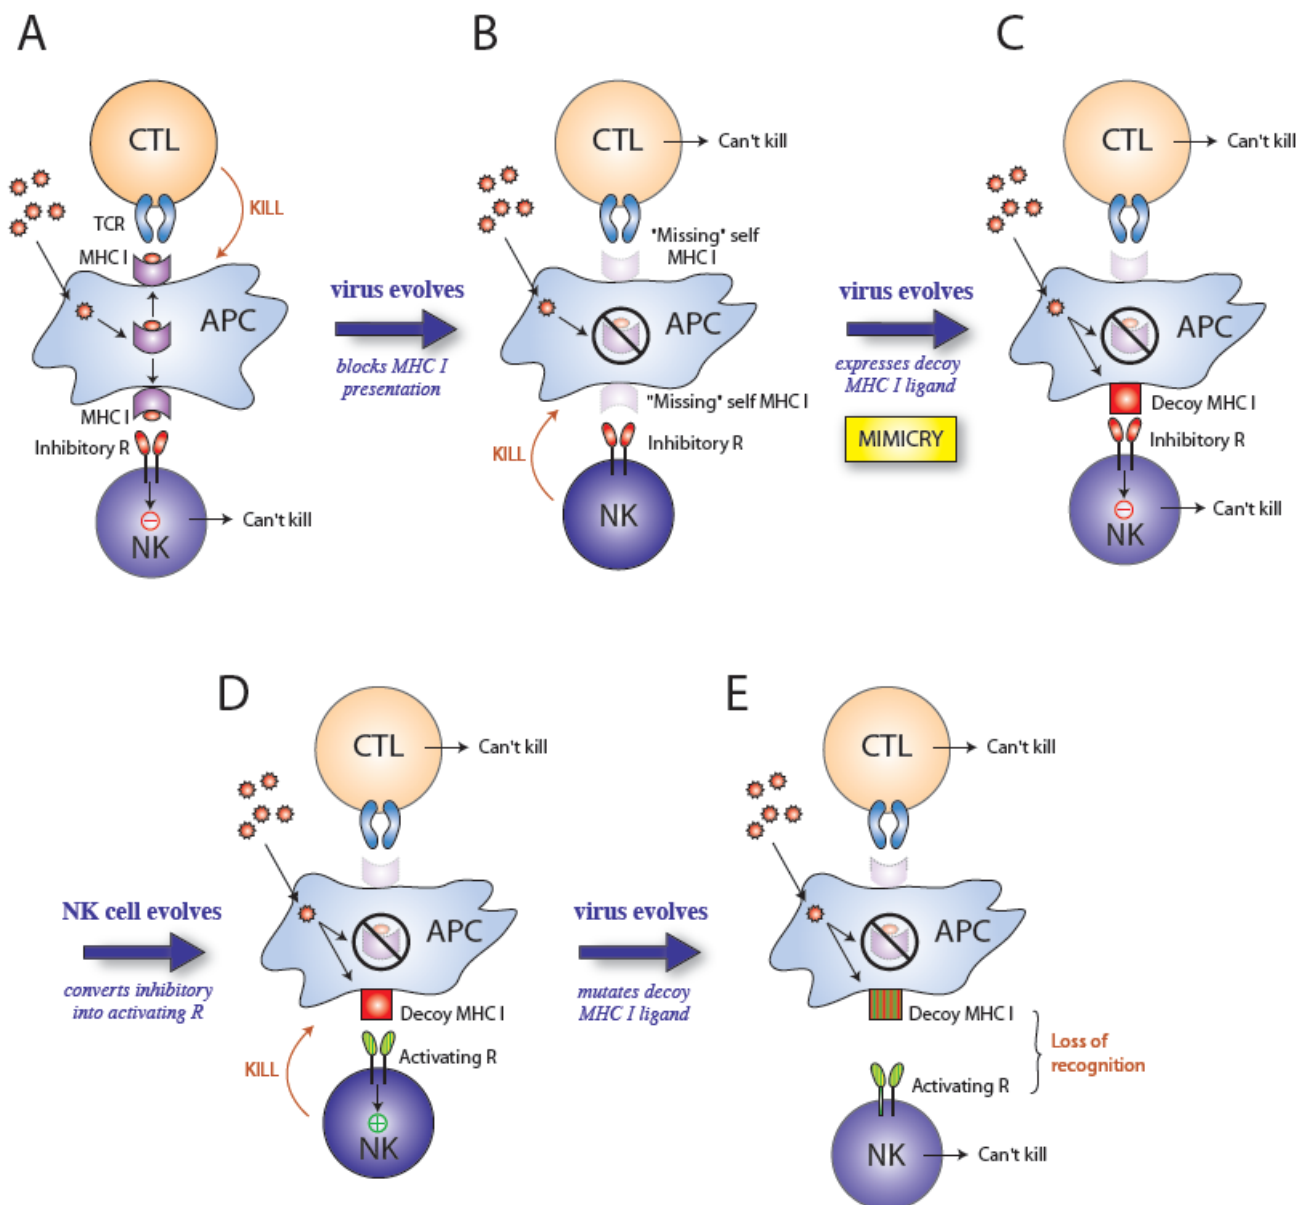 A
B
C
CTL
CTL
Can't kill
CTL
Can't kill
TCR
KILL
MHC I
"Missing" self
MHC I
virus evolves
APC
blocks MHC I
presentation
APC
virus evolves
expresses decoy
MHC I ligand
APC
MHC I
"Missing" self MHC I
Decoy MHC I
Inhibitory R
KILL
Inhibitory R
MIMICRY
Inhibitory R
NK
Can't kill
NK
NK
Can't kill
D
E
CTL
Can't kill
CTL
Can't kill
NK cell evolves
converts inhibitory
into activating R
APC
virus evolves
mutates decoy
MHC I ligand
APC
Decoy MHC I
Decoy MHC I
KILL
Activating R
Activating R
Loss of
recognition
NK
NK
Can't kill